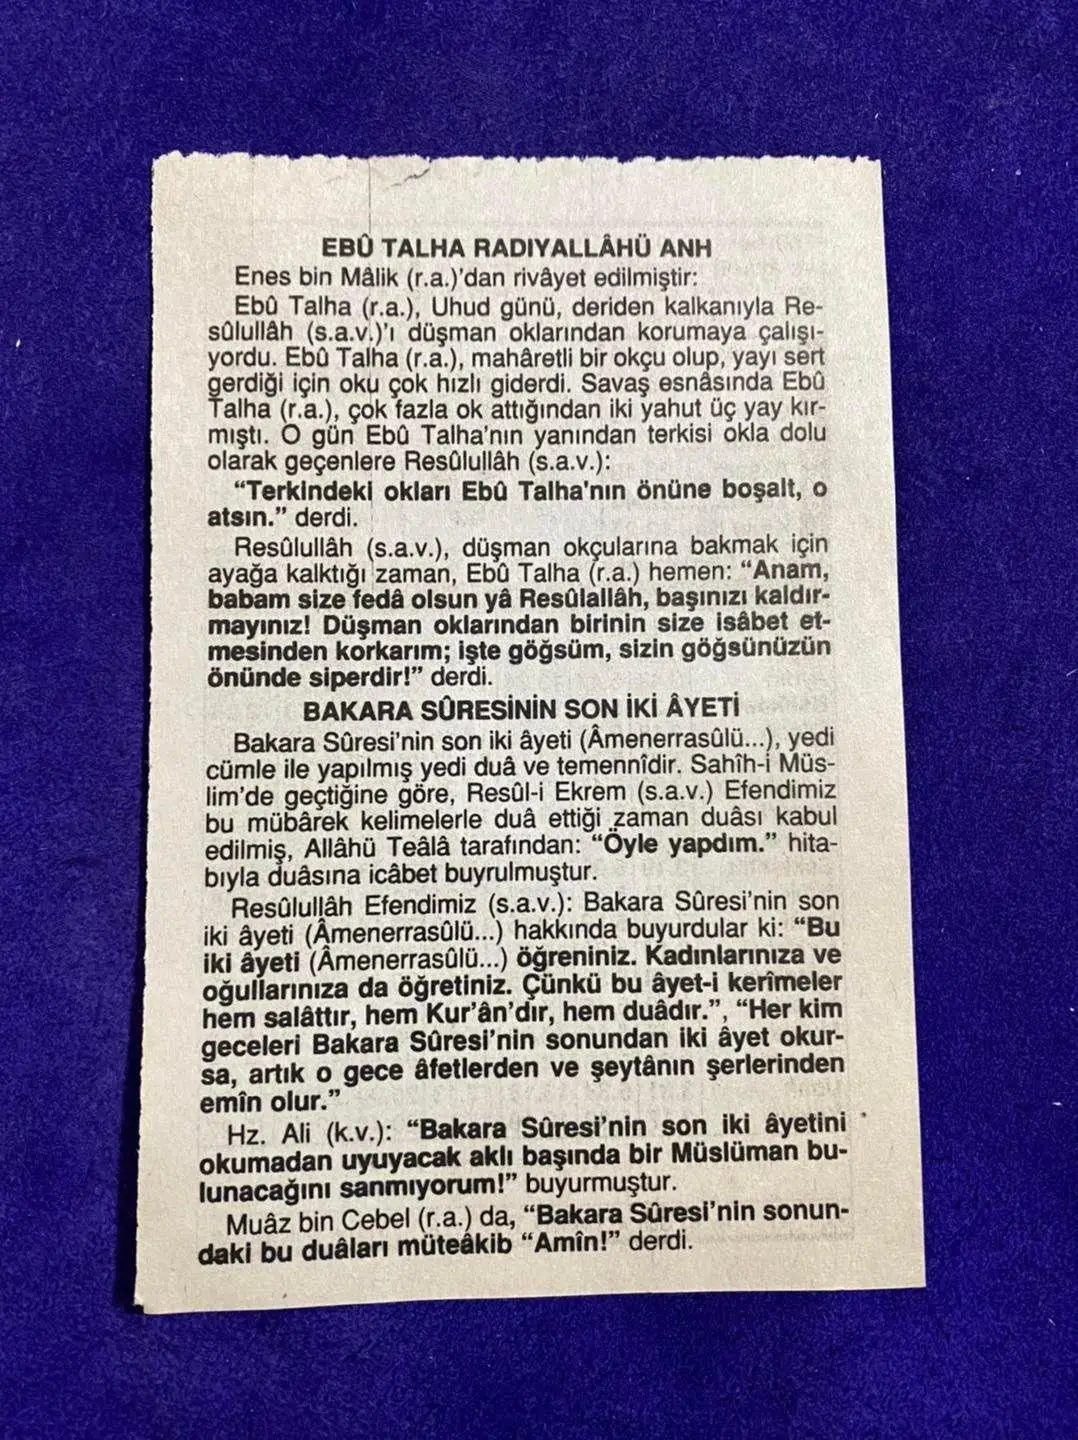 EBÛ TALHA RADIYALLÂHÜ ANH
Enes bin Mâlik (r.a.)'dan rivâyet edilmiştir:
Ebû Talha (r.a.), Uhud günü, deriden kalkanıyla Re-
sûlullâh (s.a.v.)'ı düşman oklarından korumaya çalışı-
yordu. Ebû Talha (r.a.), mahâretli bir okçu olup, yayı sert
gerdiği için oku çok hızlı giderdi. Savaş esnâsında Ebû
Talha (r.a.), çok fazla ok attığından iki yahut üç yay kır-
mıştı. O gün Ebû Talha'nın yanından terkisi okla dolu
olarak geçenlere Resûlullâh (s.a.v.):
“Terkindeki okları Ebû Talha'nın önüne boşalt, o
atsın.” derdi.
Resûlullâh (s.a.v.), düşman okçularına bakmak için
ayağa kalktığı zaman, Ebû Talha (r.a.) hemen: “Anam,
babam size fedâ olsun yâ Resûlallâh, başınızı kaldır-
mayınız! Düşman oklarından birinin size isâbet et-
mesinden korkarım; işte göğsüm, sizin göğsünüzün
önünde siperdir!” derdi.
BAKARA SÛRESİNİN SON İKİ ÂYETİ
Bakara Sûresi'nin son iki âyeti (Âmenerrasûlü...), yedi
cümle ile yapılmış yedi duâ ve temennîdir. Sahîh-i Müs-
lim'de geçtiğine göre, Resûl-i Ekrem (s.a.v.) Efendimiz
bu mübârek kelimelerle duâ ettiği zaman duâsı kabul
edilmiş, Allâhü Teâlâ tarafından: “Öyle yapdım.” hita-
bıyla duâsına icâbet buyrulmuştur.
Resûlullâh Efendimiz (s.a.v.): Bakara Sûresi'nin son
iki âyeti (Âmenerrasûlü...) hakkında buyurdular ki: “Bu
iki âyeti (Âmenerrasûlü...) öğreniniz. Kadınlarınıza ve
oğullarınıza da öğretiniz. Çünkü bu âyet-i kerîmeler
hem salâttır, hem Kur'ân'dır, hem duâdır.”, “Her kim
geceleri Bakara Sûresi'nin sonundan iki âyet okur-
sa, artık o gece âfetlerden ve şeytânın şerlerinden
emîn olur.”
Hz. Ali (k.v.): “Bakara Sûresi'nin son iki âyetini
okumadan uyuyacak aklı başında bir Müslüman bu-
lunacağını sanmıyorum!” buyurmuştur.
Muâz bin Cebel (r.a.) da, “Bakara Sûresi'nin sonun-
daki bu duâları müteâkib “Amîn!” derdi.